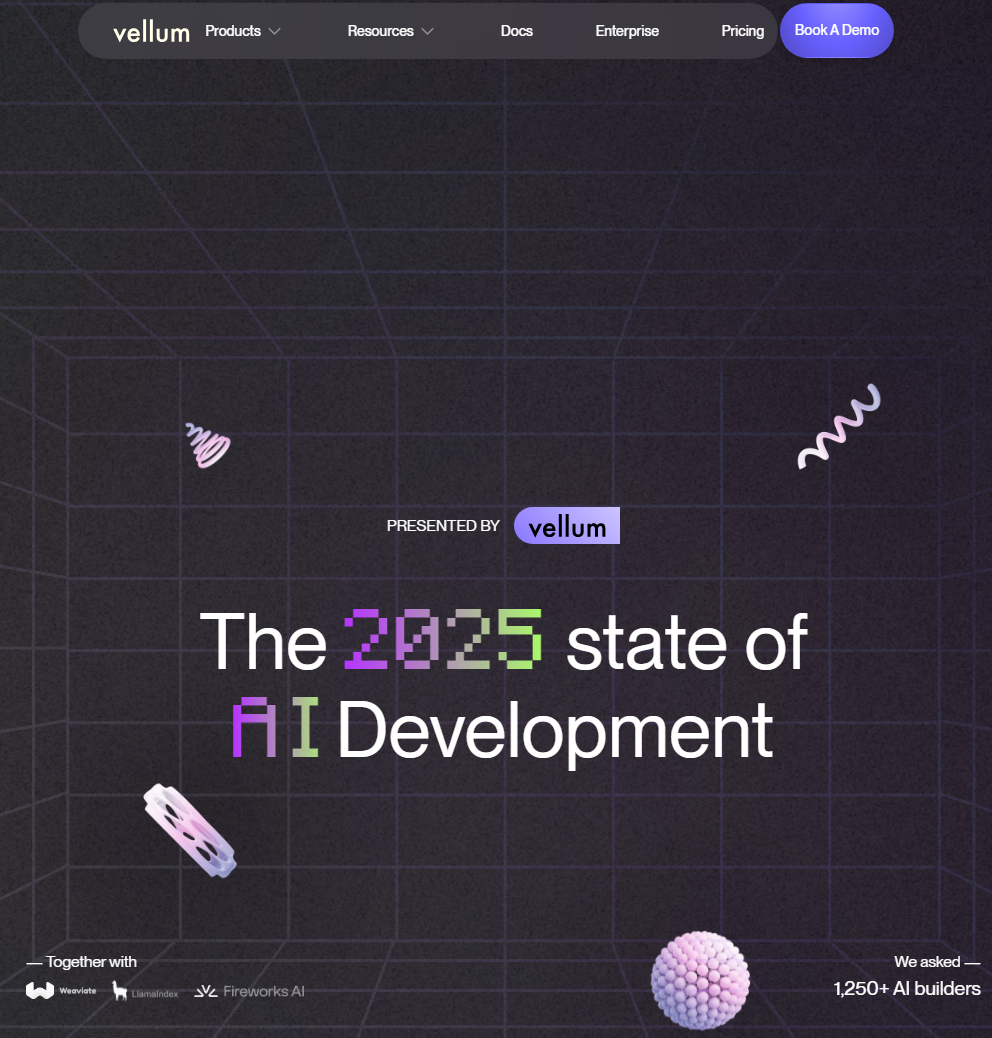 vellum Products Resources Docs Enterprise Pricing Book A Demo
PRESENTED BY vellum
The 2025 state of
AI Development
— Together with
Weaviate LlamaIndex Fireworks AI
We asked —
1,250+ AI builders